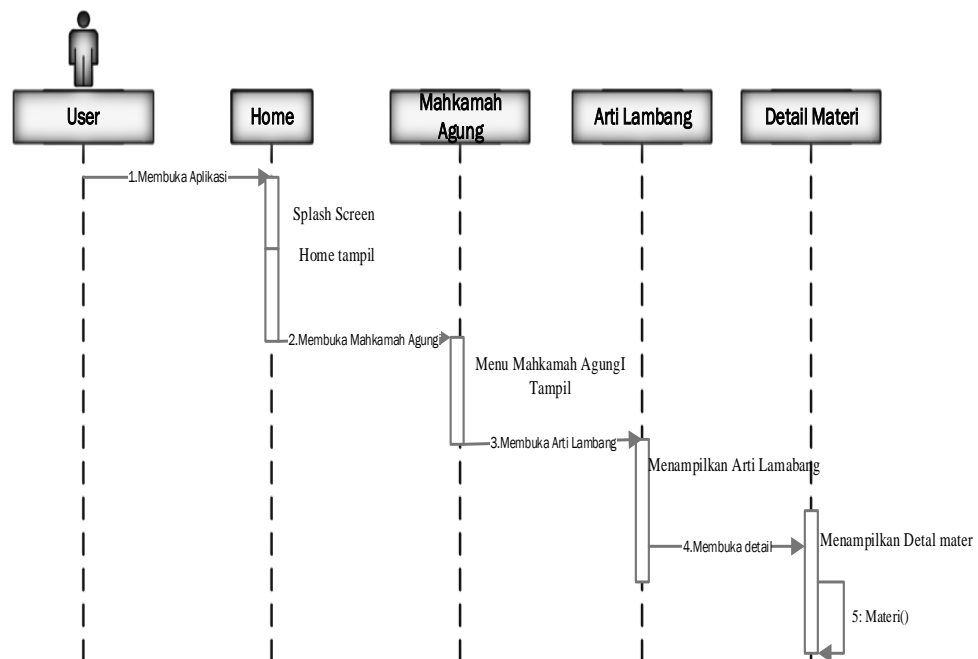 User
Home
Mahkamah
Agung
Arti Lambang
Detail Materi
1.Membuka Aplikasi
Splash Screen
Home tampil
2.Membuka Mahkamah Agung
Menu Mahkamah AgungI
Tampil
3.Membuka Arti Lambang
Menampilkan Arti Lamabang
4.Membuka detail
Menampilkan Detal mater
5: Materi()